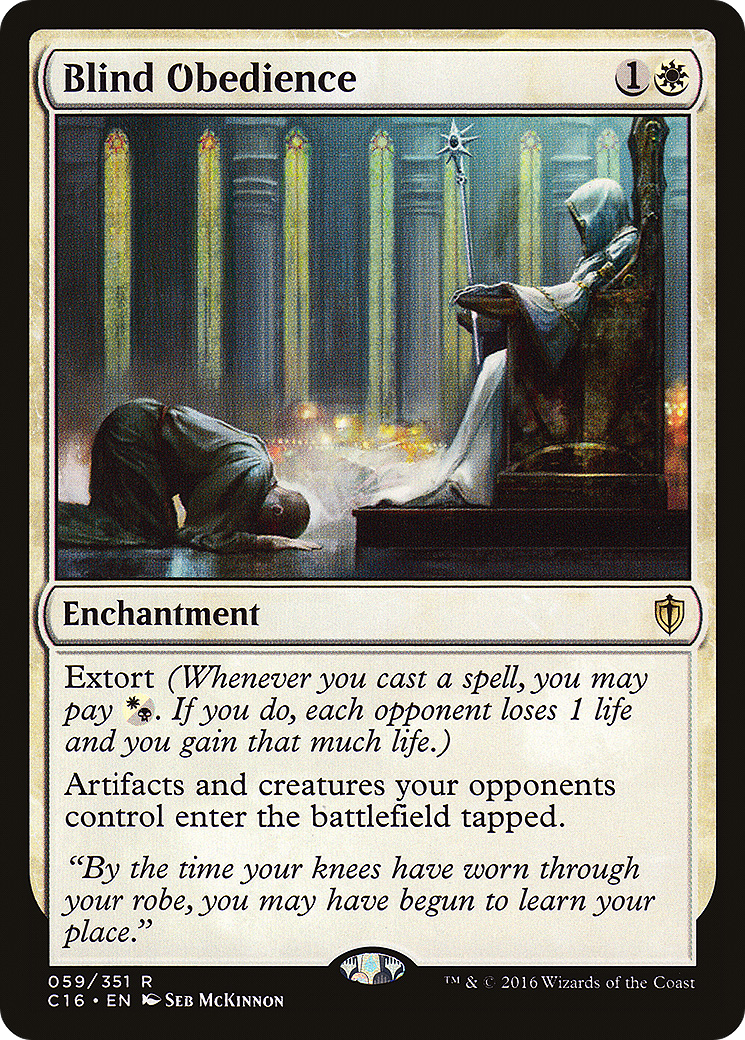 Blind Obedience 1
Enchantment
Extort (Whenever you cast a spell, you may
pay . If you do, each opponent loses 1 life
and you gain that much life.)
Artifacts and creatures your opponents
control enter the battlefield tapped.
“By the time your knees have worn through
your robe, you may have begun to learn your
place.”
059/351 R
C16 • EN Seb McKinnon
™ & © 2016 Wizards of the Coast